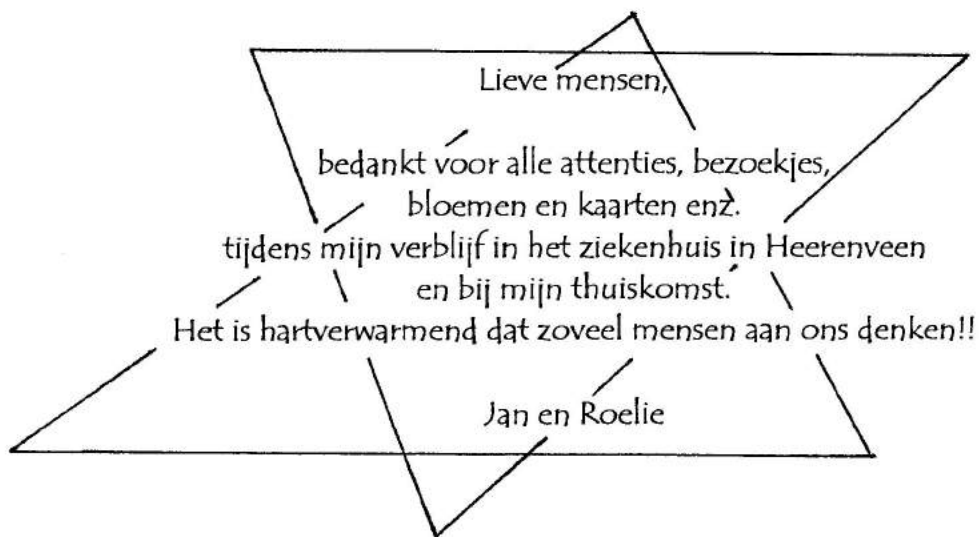 Lieve mensen,
bedankt voor alle attenties, bezoekjes,
bloemen en kaarten enz.
tijdens mijn verblijf in het ziekenhuis in Heerenveen
en bij mijn thuiskomst.
Het is hartverwarmend dat zoveel mensen aan ons denken!!
Jan en Roelie